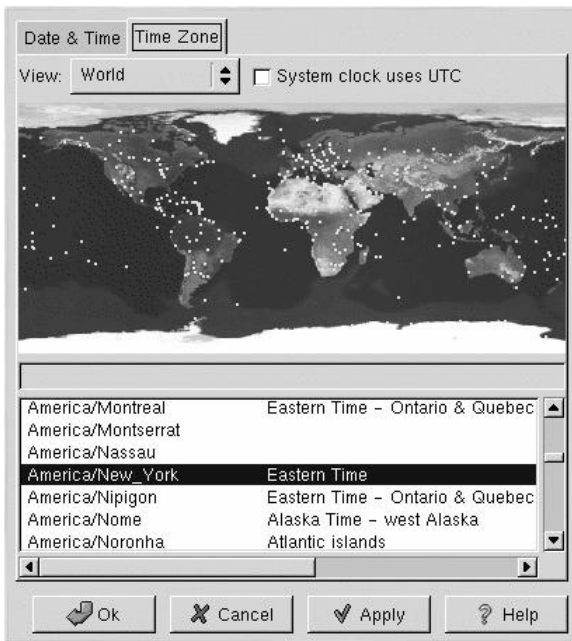 Date & Time Time Zone
View: World System clock uses UTC
America/Montreal Eastern Time - Ontario & Quebec
America/Montserrat
America/Nassau
America/New_York Eastern Time
America/Nipigon Eastern Time - Ontario & Quebec
America/Nome Alaska Time - west Alaska
America/Noronha Atlantic islands
Ok Cancel Apply ? Help